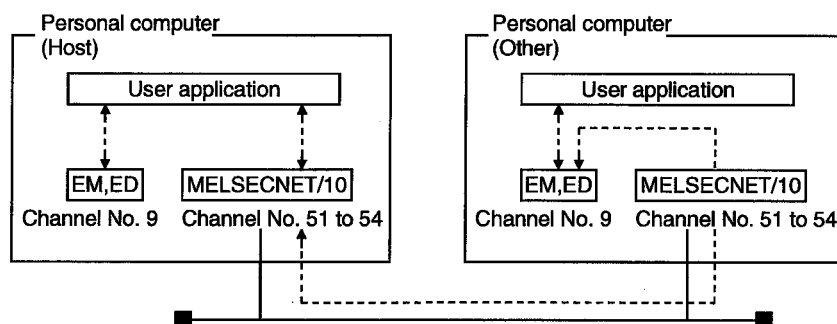 Personal computer
(Host)
User application
EM,ED
MELSECNET/10
Channel No. 9
Channel No. 51 to 54
Personal computer
(Other)
User application
EM,ED
MELSECNET/10
Channel No. 9
Channel No. 51 to 54